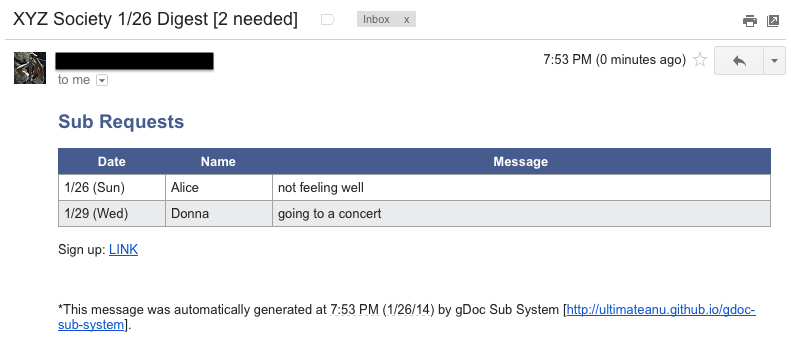 XYZ Society 1/26 Digest [2 needed]
Inbox x
7:53 PM (0 minutes ago)
to me
Sub Requests
Date Name Message
1/26 (Sun) Alice not feeling well
1/29 (Wed) Donna going to a concert
Sign up: LINK
*This message was automatically generated at 7:53 PM (1/26/14) by gDoc Sub System [http://ultimateanu.github.io/gdoc-
sub-system].